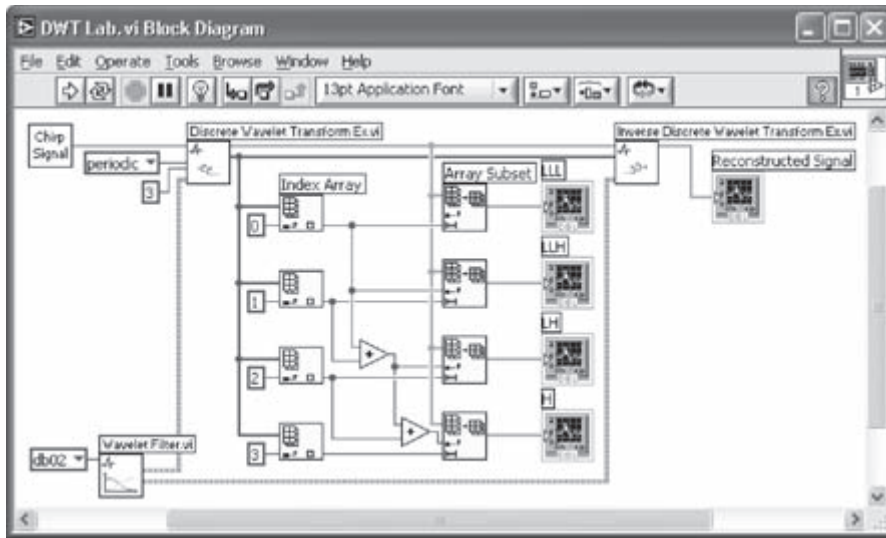 DWT Lab.vi Block Diagram
File Edit Operate Tools Browse Window Help
13pt Application Font
1
Chirp
Signal
Discrete Wavelet Transform Ex.vi
Inverse Discrete Wavelet Transform Ex.vi
periodic
3
Index Array
Array Subset
LLL
Reconstructed Signal
0
LLH
1
LH
2
H
3
Wavelet Filter.vi
db02